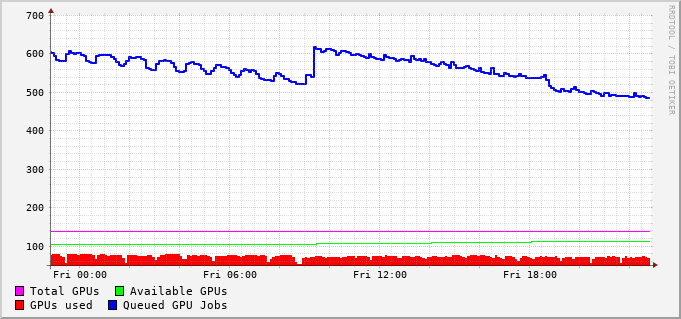 700
600
500
400
300
200
100
Fri 00:00 Fri 06:00 Fri 12:00 Fri 18:00
Total GPUs Available GPUs
GPUs used Queued GPU Jobs
RRDTOOL / TOBI OETIKER